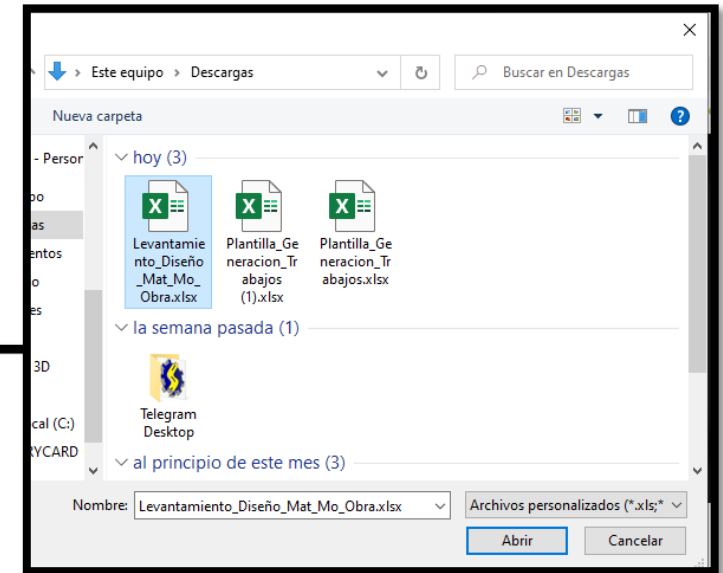 Este equipo > Descargas
Buscar en Descargas
Nueva carpeta
- Person
hoy (3)
as
entos
es
3D
cal (C:)
RYCARD
Levantamie
nto_Diseño
_Mat_Mo_
Obra.xlsx
Plantilla_Ge
neracion_Tr
abajos
(1).xlsx
Plantilla_Ge
neracion_Tr
abajos.xlsx
la semana pasada (1)
Telegram
Desktop
al principio de este mes (3)
Nombre: Levantamiento_Diseño_Mat_Mo_Obra.xlsx
Archivos personalizados (*.xls;*
Abrir
Cancelar